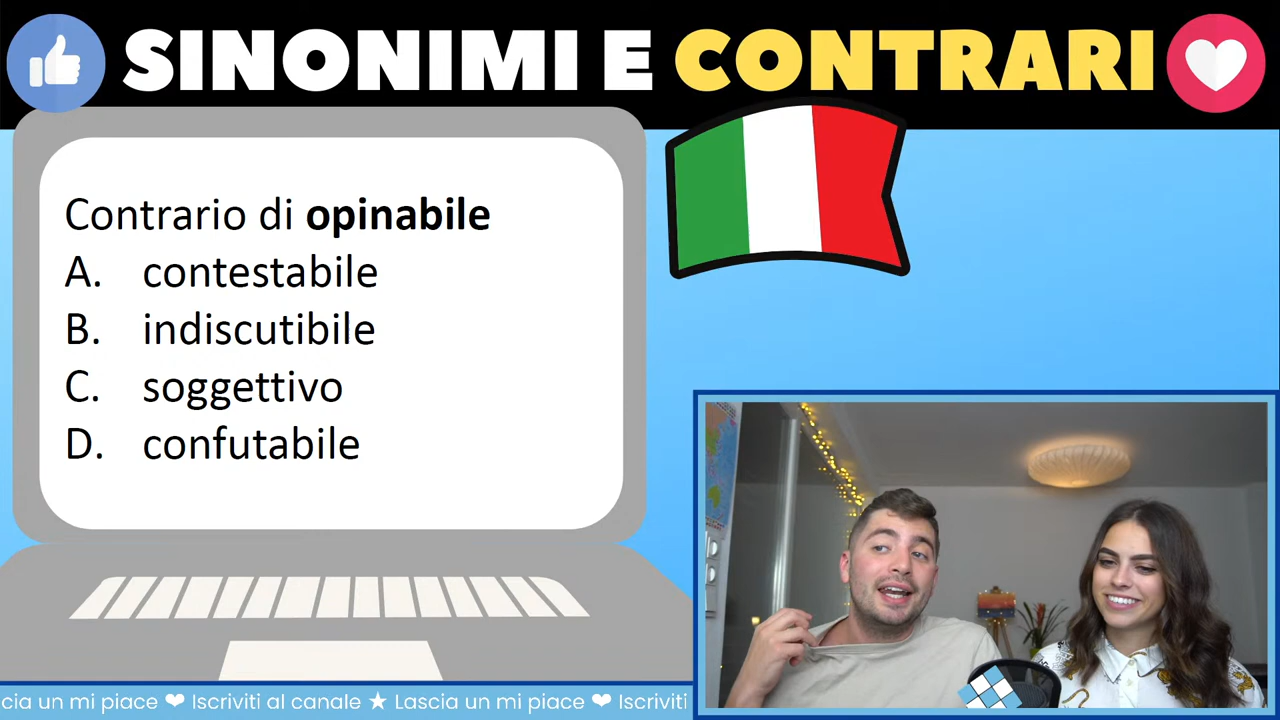 SINONIMI E CONTRARI
Contrario di opinabile
A. contestabile
B. indiscutibile
C. soggettivo
D. confutabile
cia un mi piace ❤ Iscriviti al canale ★ Lascia un mi piace ❤ Iscriviti